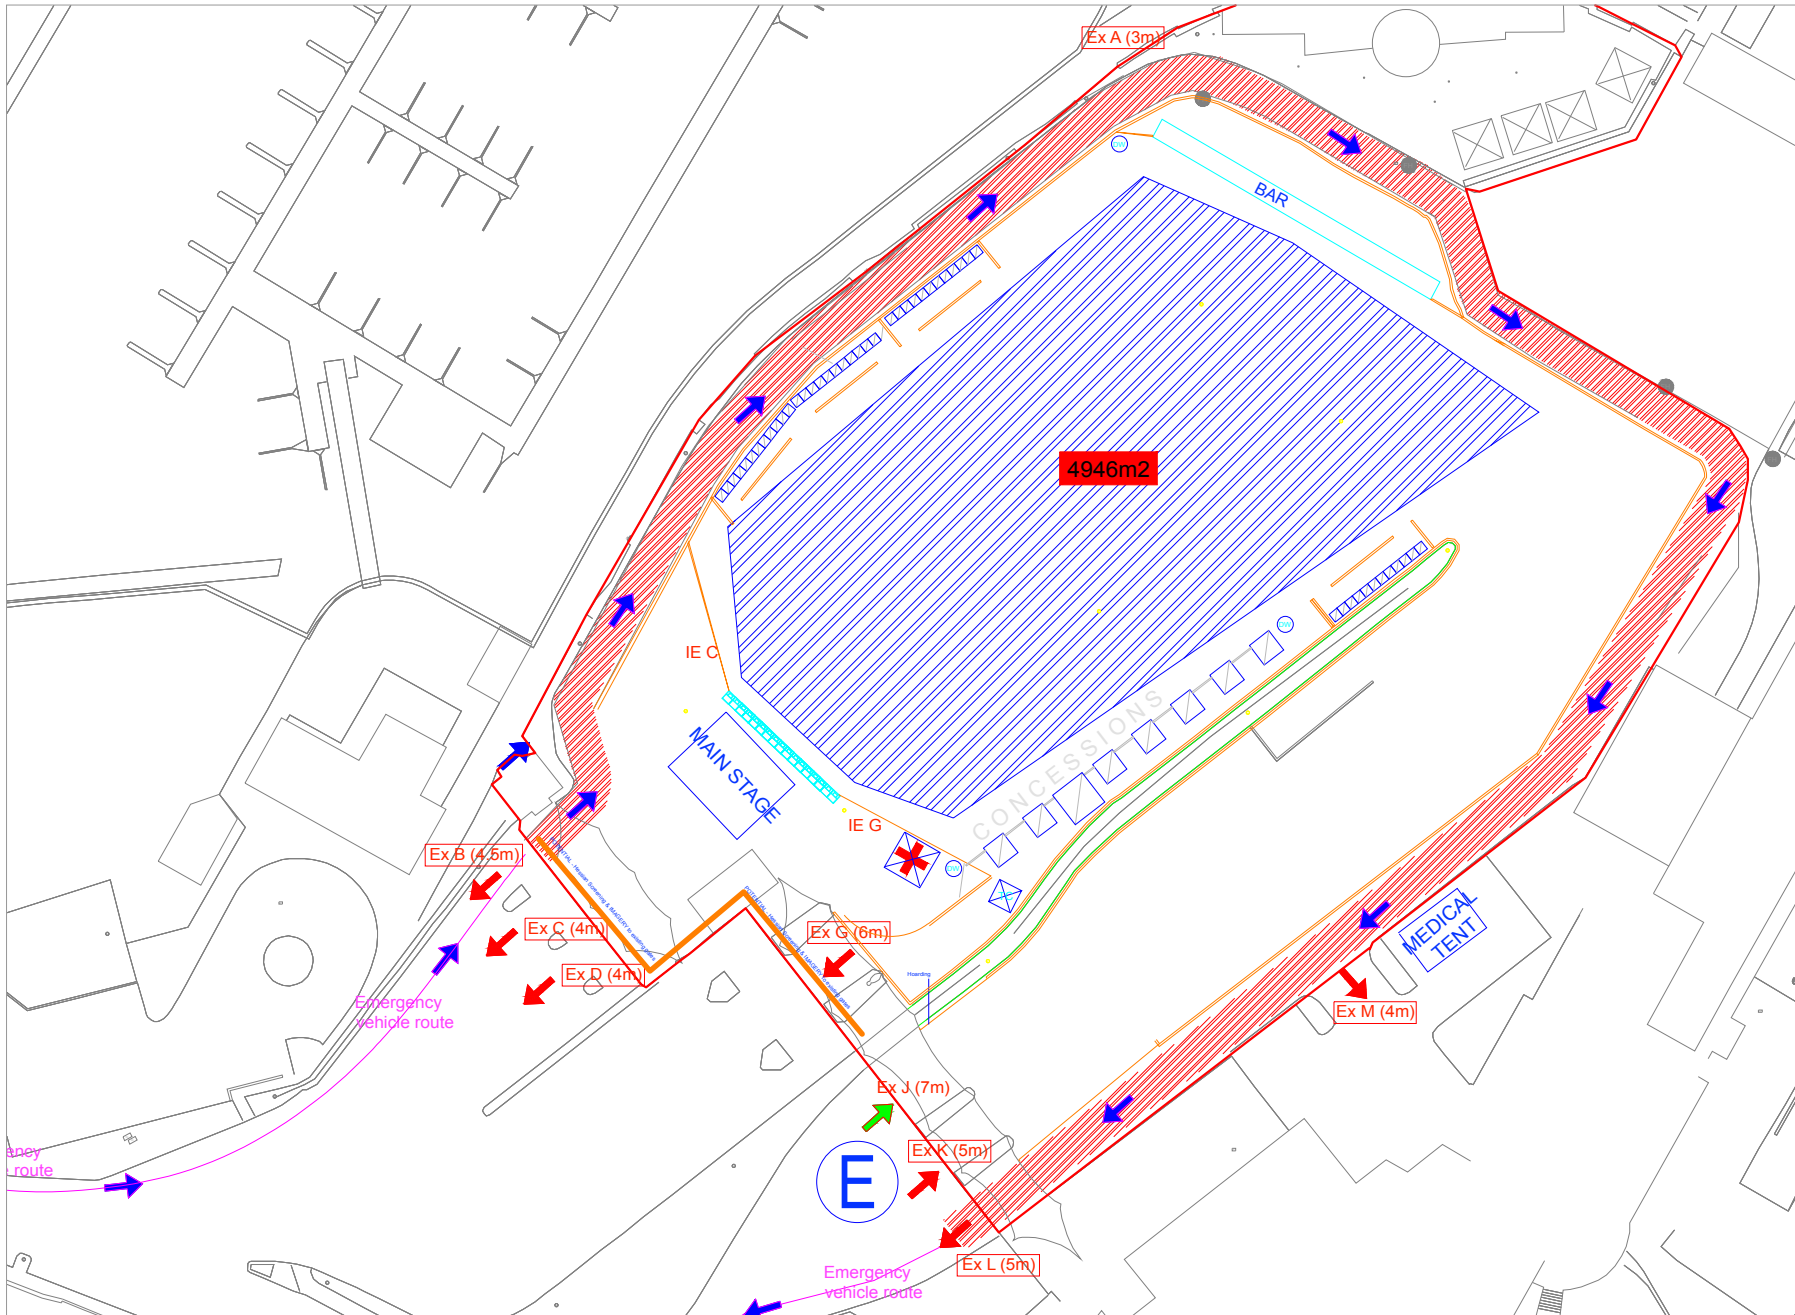 Ex A (3m)
BAR
4946m2
IE C
MAIN STAGE
IE G
CONCESSIONS
Ex B (4.5m)
Ex C (4m)
Ex D (4m)
Ex G (6m)
Hoarding
MEDICAL
TENT
Ex M (4m)
Emergency
vehicle route
Ex J (7m)
Ex K (5m)
E
ency
route
Ex L (5m)
Emergency
vehicle route